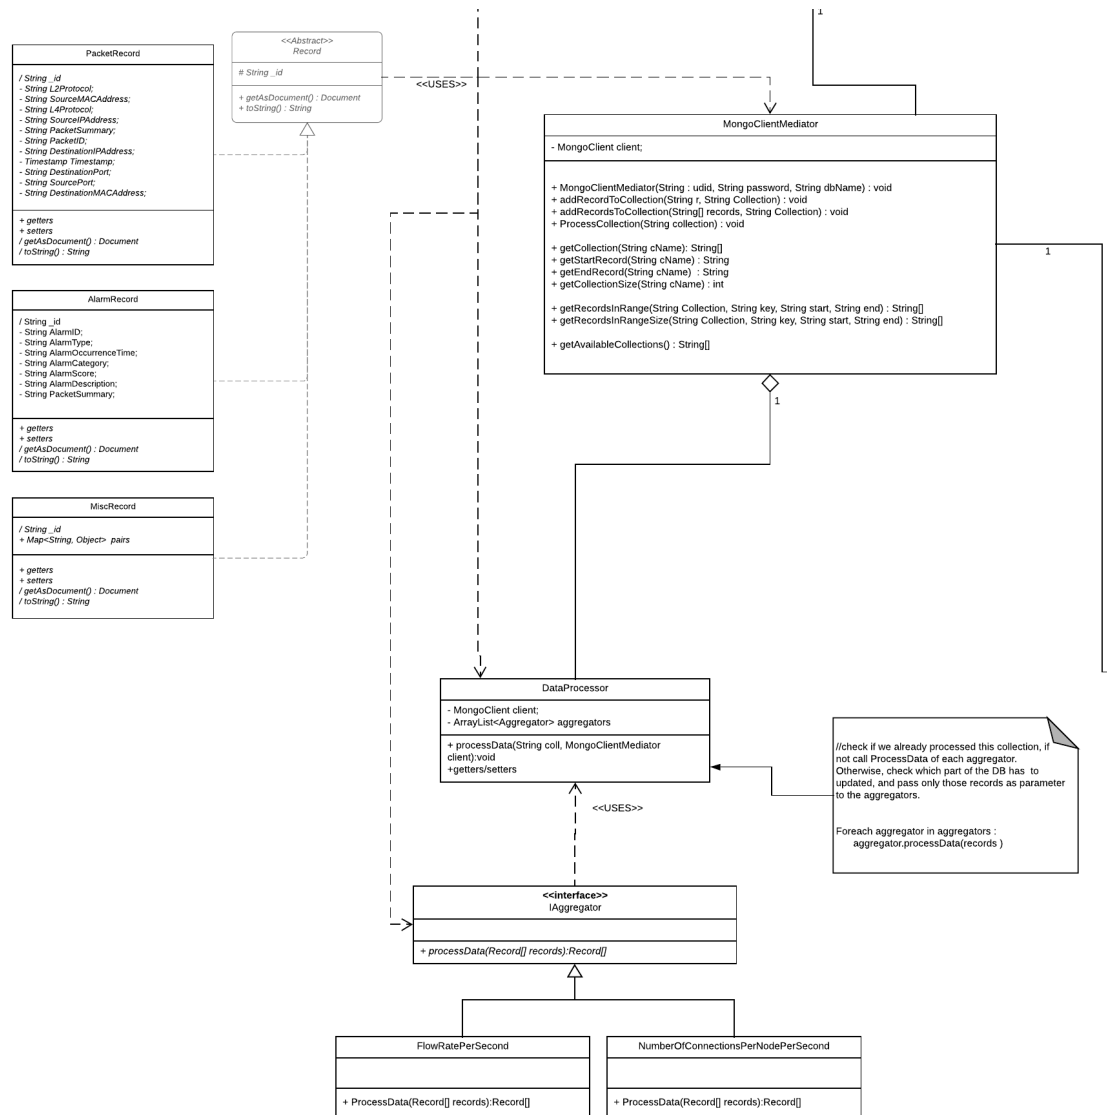 1
PacketRecord
/ String _id
- String L2Protocol;
- String SourceMACAddress;
- String L4Protocol;
- String SourceIPAddress;
- String PacketSummary;
- String PacketID;
- String DestinationIPAddress;
- Timestamp Timestamp;
- String DestinationPort;
- String SourcePort;
- String DestinationMACAddress;
+ getters
+ setters
/ getAsDocument() : Document
/ toString() : String
<<Abstract>>
Record
# String _id
+ getAsDocument() : Document
+ toString() : String
<<USES>>
MongoClientMediator
- MongoClient client;
+ MongoClientMediator(String : udid, String password, String dbName) : void
+ addRecordToCollection(String r, String Collection) : void
+ addRecordsToCollection(String[] records, String Collection) : void
+ ProcessCollection(String collection) : void
+ getCollection(String cName): String[]
+ getStartRecord(String cName) : String
+ getEndRecord(String cName)  : String
+ getCollectionSize(String cName) : int
+ getRecordsInRange(String Collection, String key, String start, String end) : String[]
+ getRecordsInRangeSize(String Collection, String key, String start, String end) : String[]
+ getAvailableCollections() : String[]
1
1
AlarmRecord
/ String _id
- String AlarmID;
- String AlarmType;
- String AlarmOccurrenceTime;
- String AlarmCategory;
- String AlarmScore;
- String AlarmDescription;
- String PacketSummary;
+ getters
+ setters
/ getAsDocument() : Document
/ toString() : String
MiscRecord
/ String _id
+ Map<String, Object>  pairs
+ getters
+ setters
/ getAsDocument() : Document
/ toString() : String
DataProcessor
- MongoClient client;
- ArrayList<Aggregator> aggregators
+ processData(String coll, MongoClientMediator
client):void
+getters/setters
//check if we already processed this collection, if
not call ProcessData of each aggregator.
Otherwise, check which part of the DB has  to
updated, and pass only those records as parameter
to the aggregators.
Foreach aggregator in aggregators :
aggregator.processData(records )
<<USES>>
<<interface>>
IAggregator
+ processData(Record[] records):Record[]
FlowRatePerSecond
+ ProcessData(Record[] records):Record[]
NumberOfConnectionsPerNodePerSecond
+ ProcessData(Record[] records):Record[]